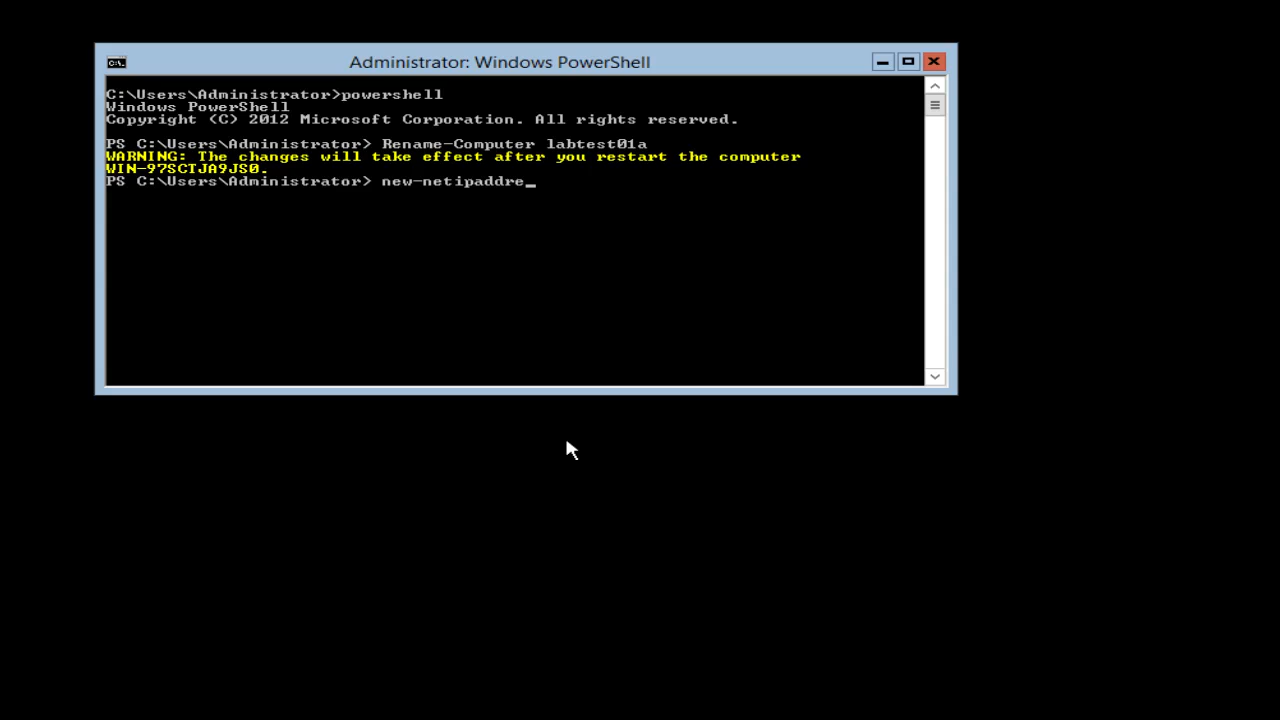 Administrator: Windows PowerShell
C:\Users\Administrator>powershell
Windows PowerShell
Copyright (C) 2012 Microsoft Corporation. All rights reserved.
PS C:\Users\Administrator> Rename-Computer labtest01a
WARNING: The changes will take effect after you restart the computer
WIN-97SCTJA9JS0.
PS C:\Users\Administrator> new-netipaddre_